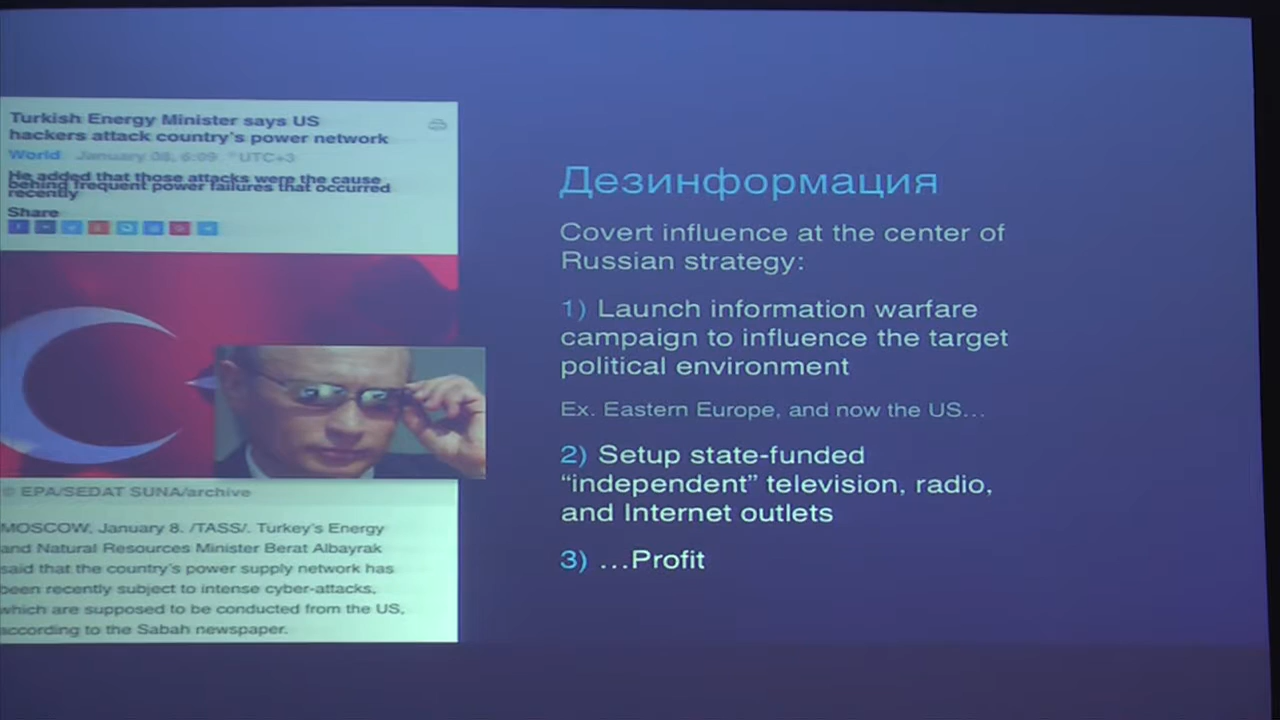 Turkish Energy Minister says US
hackers attack country's power network
World January 08, 6:09 UTC+3
He added that those attacks were the cause
behind frequent power failures that occurred
recently
Share
© EPA/SEDAT SUNA/archive
MOSCOW, January 8. /TASS/. Turkey's Energy
and Natural Resources Minister Berat Albayrak
said that the country's power supply network has
been recently subject to intense cyber-attacks,
which are supposed to be conducted from the US,
according to the Sabah newspaper.
Дезинформация
Covert influence at the center of
Russian strategy:
1) Launch information warfare
campaign to influence the target
political environment
Ex. Eastern Europe, and now the US...
2) Setup state-funded
“independent” television, radio,
and Internet outlets
3) ...Profit